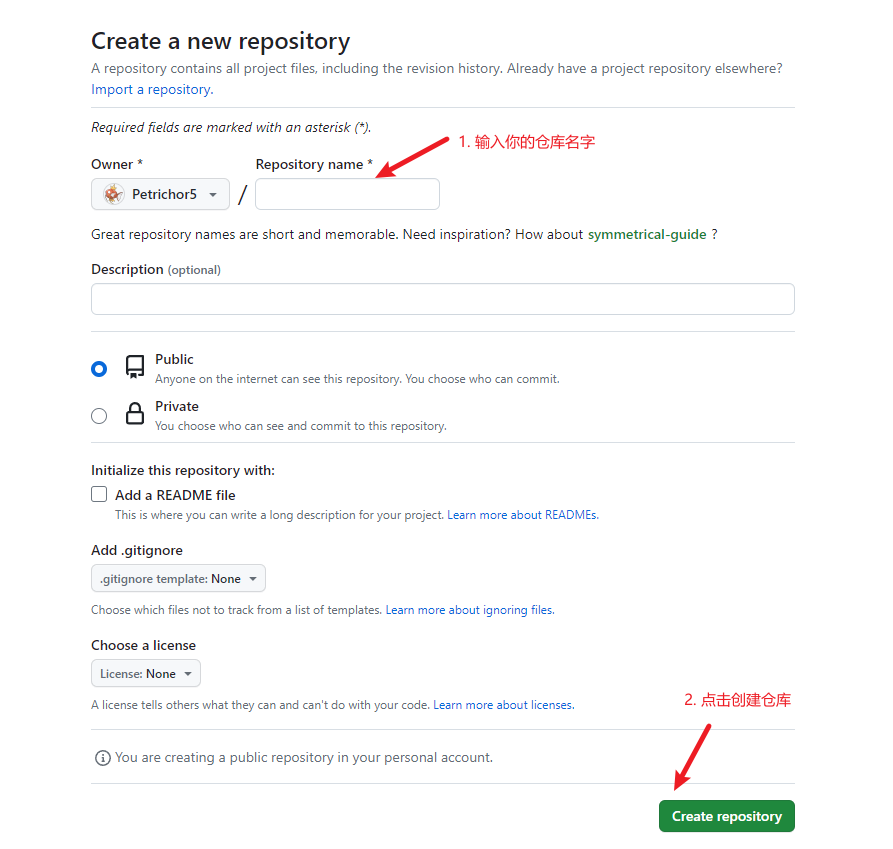 Create a new repository
A repository contains all project files, including the revision history. Already have a project repository elsewhere?
Import a repository.
Required fields are marked with an asterisk (*).
1. 输入你的仓库名字
Owner * Repository name *
Petrichor5 /
Great repository names are short and memorable. Need inspiration? How about symmetrical-guide ?
Description (optional)
Public
Anyone on the internet can see this repository. You choose who can commit.
Private
You choose who can see and commit to this repository.
Initialize this repository with:
Add a README file
This is where you can write a long description for your project. Learn more about READMEs.
Add .gitignore
.gitignore template: None
Choose which files not to track from a list of templates. Learn more about ignoring files.
Choose a license
License: None
2. 点击创建仓库
A license tells others what they can and can't do with your code. Learn more about licenses.
You are creating a public repository in your personal account.
Create repository